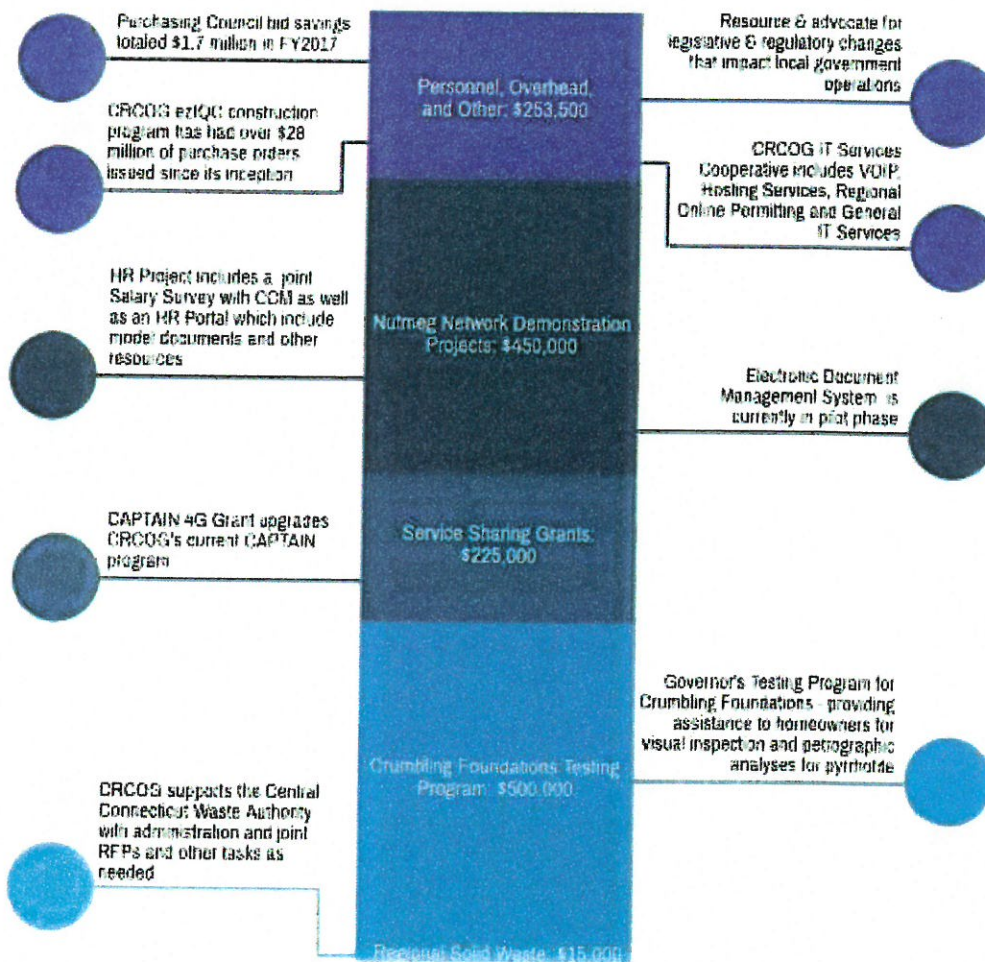 Purchasing Council bid savings
totaled $1.7 million in FY2017
CRCOG ezIQC construction
program has had over $28
million of purchase orders
issued since its inception
HR Project includes a joint
Salary Survey with CCM as well
as an HR Portal which include
model documents and other
resources
CAPTAIN 4G Grant upgrades
CRCOG's current CAPTAIN
program
CRCOG supports the Central
Connecticut Waste Authority
with administration and joint
RFPs and other tasks as
needed
Personnel, Overhead,
and Other; $253,500
Nutmeg Network Demonstration
Projects; $450,000
Service Sharing Grants;
$225,000
Crumbling Foundations Testing
Program; $500,000
Regional Solid Waste; $15,000
Resource & advocate for
legislative & regulatory changes
that impact local government
operations
CRCOG IT Services
Cooperative includes VOIP,
Hosting Services, Regional
Online Permitting and General
IT Services
Electronic Document
Management System is
currently in pilot phase
Governor's Testing Program for
Crumbling Foundations - providing
assistance to homeowners for
visual inspection and petrographic
analyses for pyrrhotite